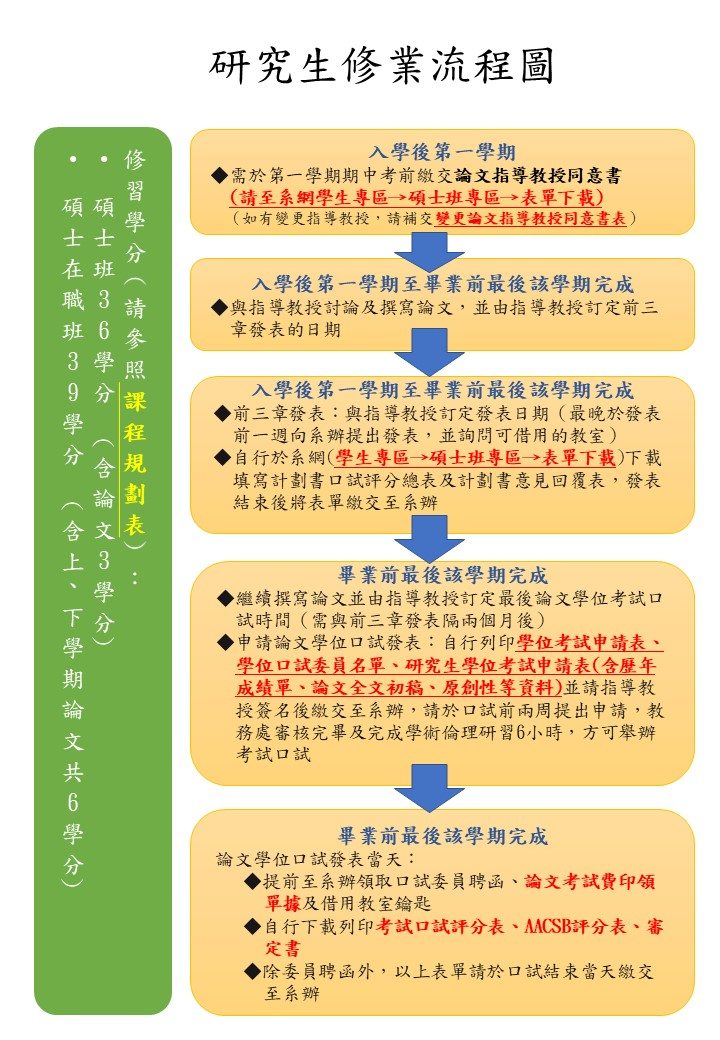 研究生修業流程圖
修習學分（請參照課程規劃表）：
• 碩士班36學分（含論文3學分）
• 碩士在職班39學分（含上、下學期論文共6學分）
入學後第一學期
◆需於第一學期期中考前繳交論文指導教授同意書
(請至系網學生專區→碩士班專區→表單下載)
（如有變更指導教授，請補交變更論文指導教授同意書表）
入學後第一學期至畢業前最後該學期完成
◆與指導教授討論及撰寫論文，並由指導教授訂定前三
章發表的日期
入學後第一學期至畢業前最後該學期完成
◆前三章發表：與指導教授訂定發表日期（最晚於發表
前一週向系辦提出發表，並詢問可借用的教室）
◆自行於系網(學生專區→碩士班專區→表單下載)下載
填寫計劃書口試評分總表及計劃書意見回覆表，發表
結束後將表單繳交至系辦
畢業前最後該學期完成
◆繼續撰寫論文並由指導教授訂定最後論文學位考試口
試時間（需與前三章發表隔兩個月後）
◆申請論文學位口試發表：自行列印學位考試申請表、
學位口試委員名單、研究生學位考試申請表(含歷年
成績單、論文全文初稿、原創性等資料)並請指導教
授簽名後繳交至系辦，請於口試前兩周提出申請，教
務處審核完畢及完成學術倫理研習6小時，方可舉辦
考試口試
畢業前最後該學期完成
論文學位口試發表當天：
◆提前至系辦領取口試委員聘函、論文考試費印領
單據及借用教室鑰匙
◆自行下載列印考試口試評分表、AACSB評分表、審
定書
◆除委員聘函外，以上表單請於口試結束當天繳交
至系辦